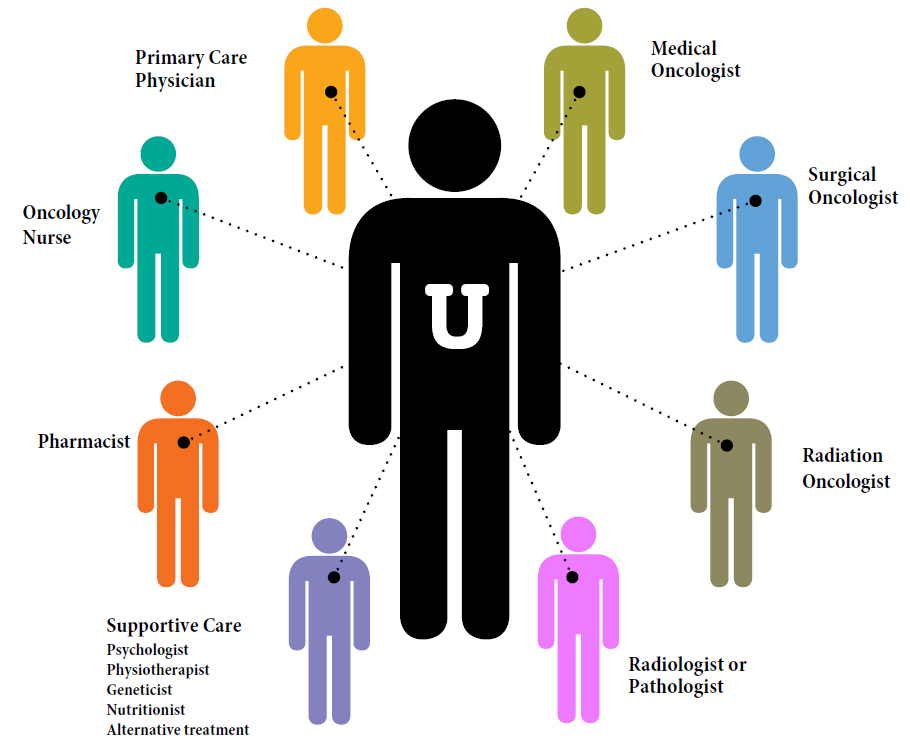 Primary Care
Physician
Medical
Oncologist
Oncology
Nurse
Surgical
Oncologist
U
Pharmacist
Radiation
Oncologist
Supportive Care
Psychologist
Physiotherapist
Geneticist
Nutritionist
Alternative treatment
Radiologist or
Pathologist